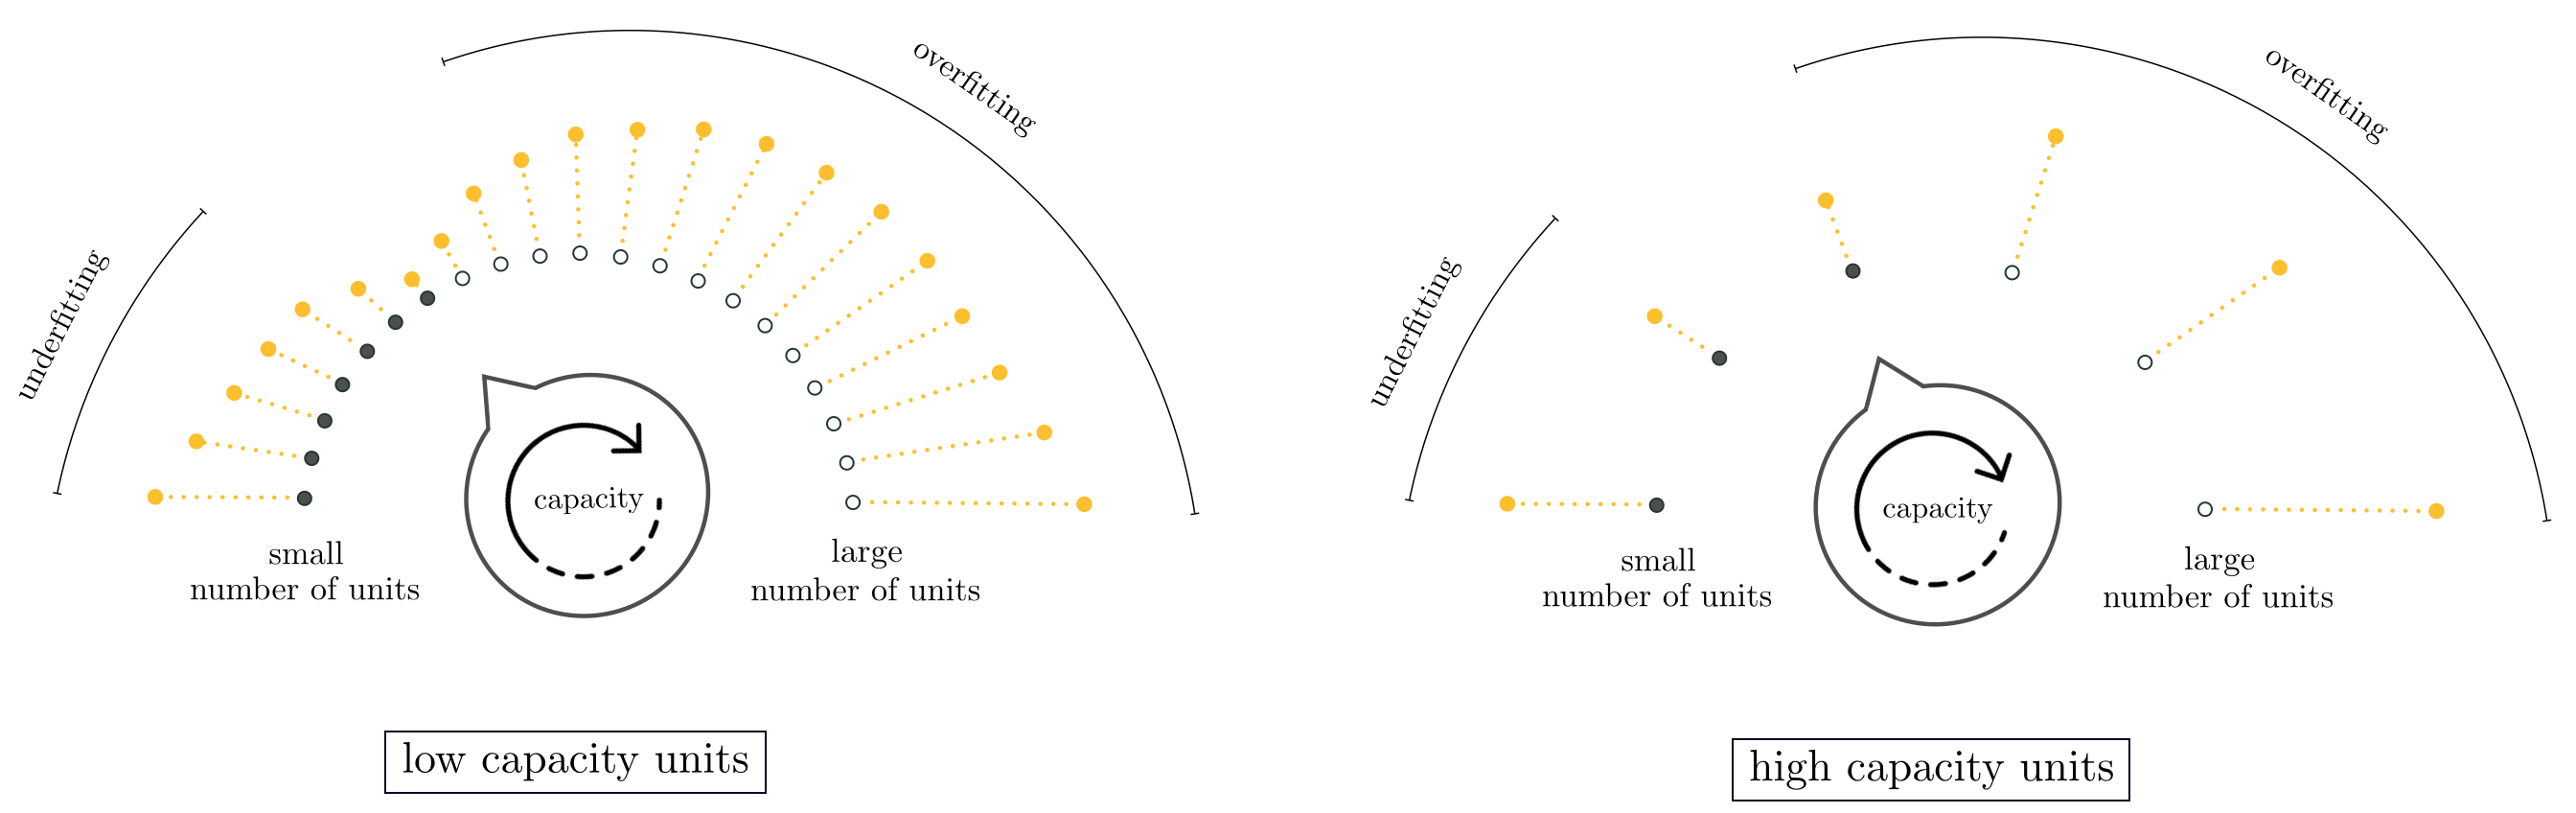 underfitting
overfitting
capacity
small
number of units
large
number of units
low capacity units
underfitting
overfitting
capacity
small
number of units
large
number of units
high capacity units